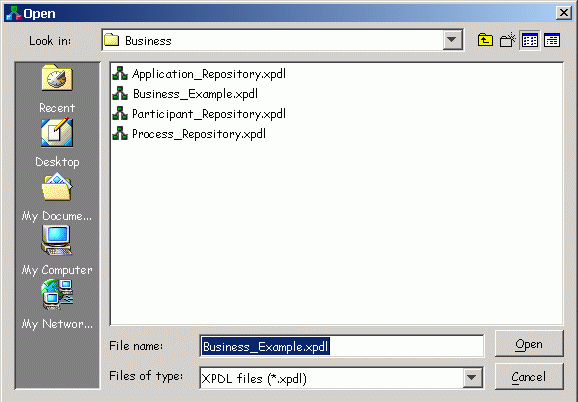 Open
Look in: Business
Recent
Desktop
My Docume...
My Computer
My Networ...
Application_Repository.xpdl
Business_Example.xpdl
Participant_Repository.xpdl
Process_Repository.xpdl
File name: Business_Example.xpdl Open
Files of type: XPDL files (*.xpdl) Cancel